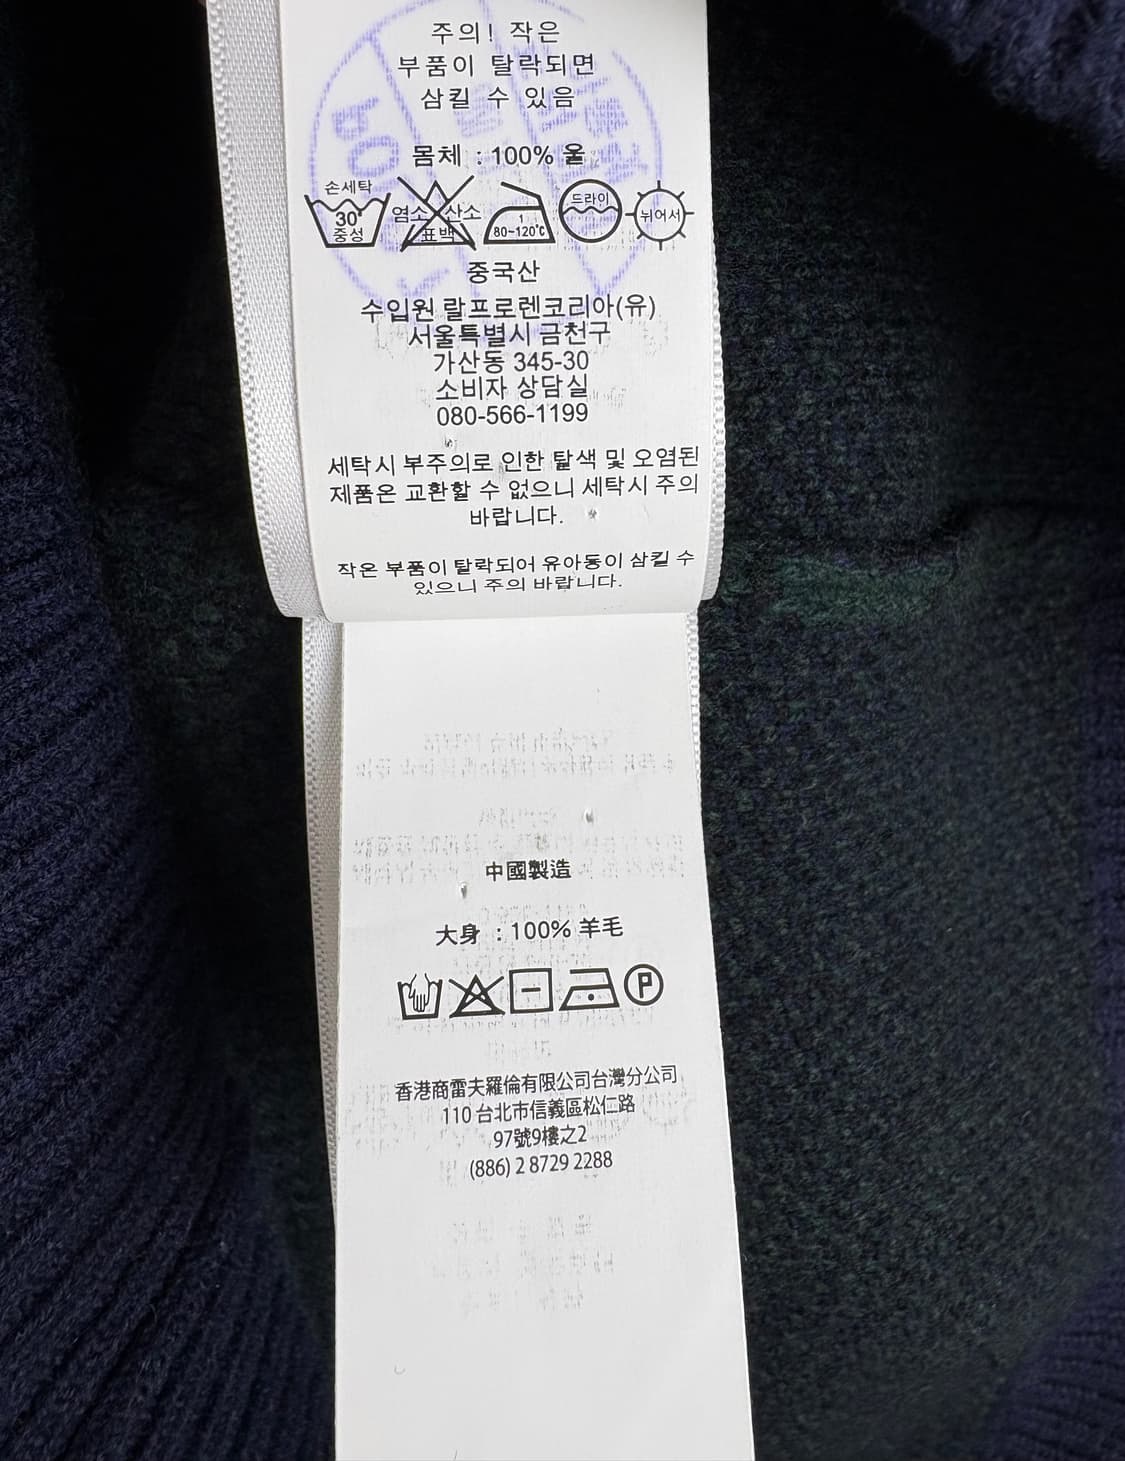 주의! 작은
부품이 탈락되면
삼킬 수 있음
몸체 : 100% 울
손세탁
30°
중성
염소 산소
표백
1
80~120℃
드라이
뉘어서
중국산
수입원 랄프로렌코리아(유)
서울특별시 금천구
가산동 345-30
소비자 상담실
080-566-1199
세탁시 부주의로 인한 탈색 및 오염된
제품은 교환할 수 없으니 세탁시 주의
바랍니다.
작은 부품이 탈락되어 유아동이 삼킬 수
있으니 주의 바랍니다.
中國製造
大身 : 100% 羊毛
P
香港商雷夫羅倫有限公司台灣分公司
110 台北市信義區松仁路
97號9樓之2
(886) 2 8729 2288